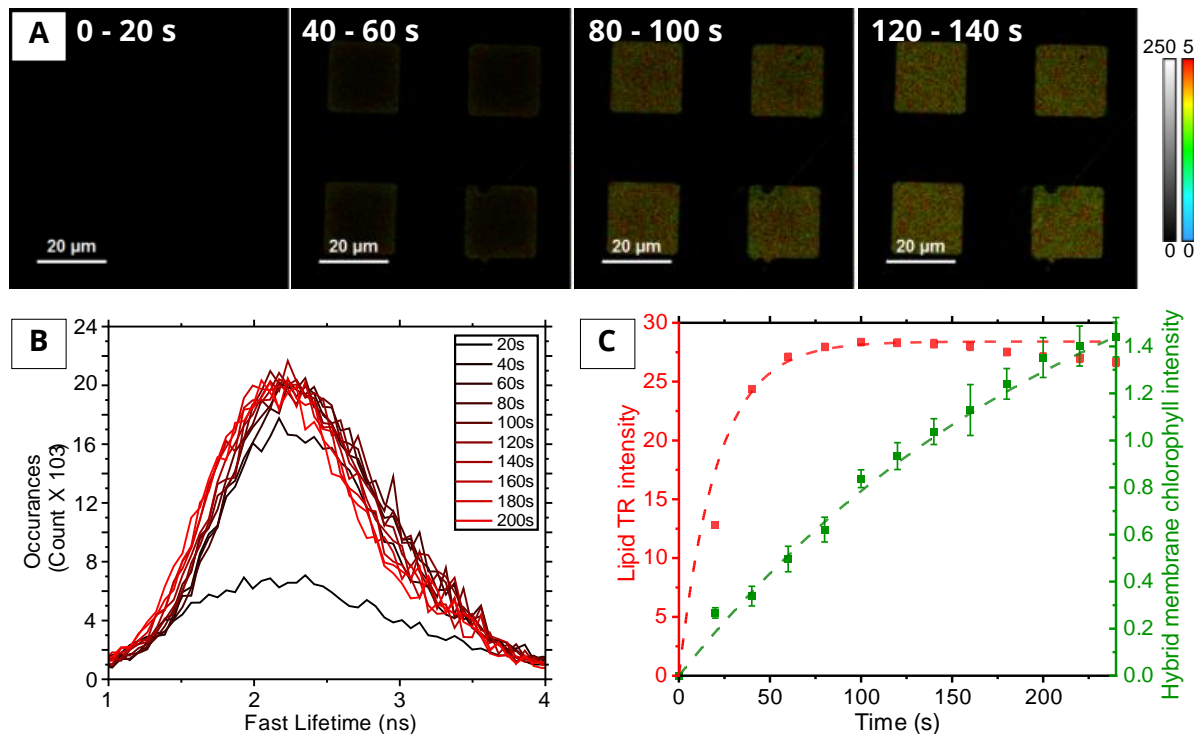 A 0 - 20 s 40 - 60 s 80 - 100 s 120 - 140 s
250 5
20 µm 20 µm 20 µm 20 µm
0 0
B
24
20
16
12
8
4
0
Occurances
(Count X 103)
20s
40s
60s
80s
100s
120s
140s
160s
180s
200s
1 2 3 4
Fast Lifetime (ns)
C
30
25
20
15
10
5
0
Lipid TR intensity
1.4
1.2
1.0
0.8
0.6
0.4
0.2
0.0
Hybrid membrane chlorophyll intensity
0 50 100 150 200
Time (s)